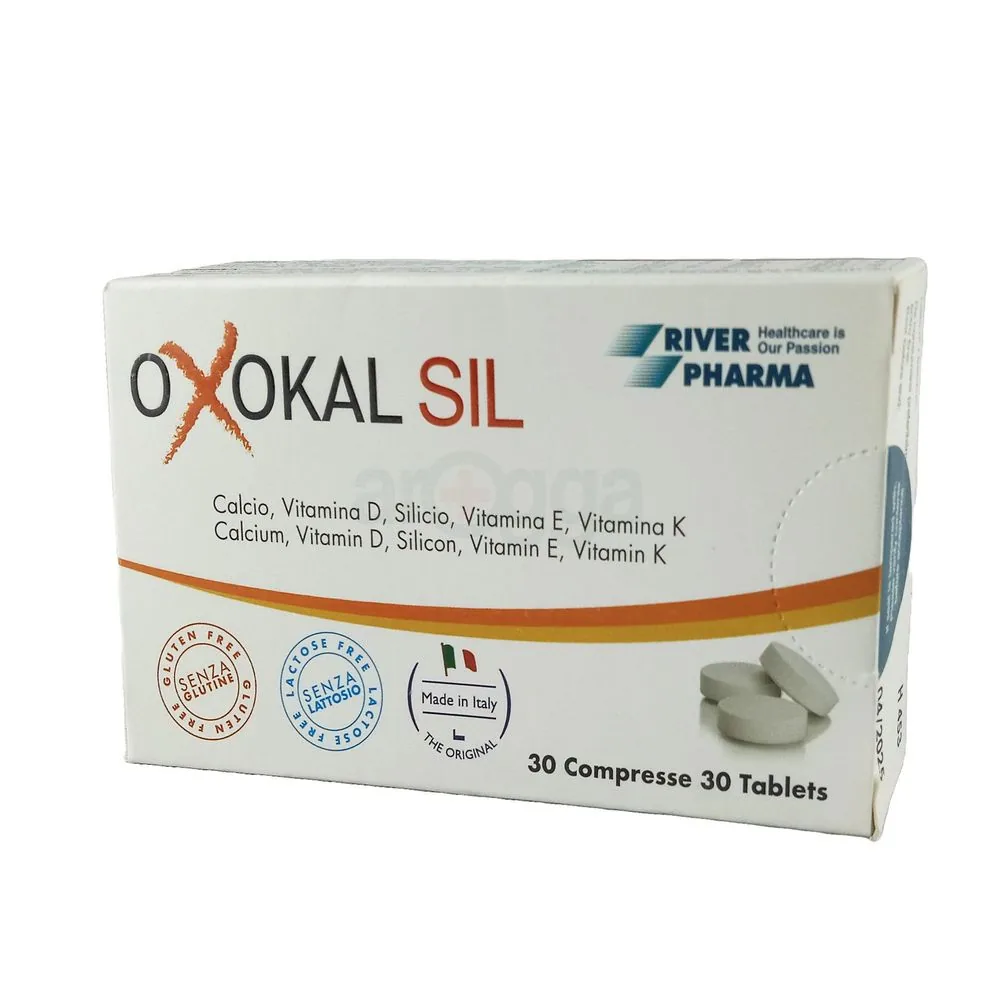 OXOKAL SIL
RIVER
PHARMA
Healthcare is
Our Passion
arogga
Calcio, Vitamina D, Silicio, Vitamina E, Vitamina K
Calcium, Vitamin D, Silicon, Vitamin E, Vitamin K
GLUTEN FREE GLUTEN FREE
SENZA
GLUTINE
LACTOSE FREE LACTOSE FREE
SENZA
LATTOSIO
Made in Italy
THE ORIGINAL
30 Compresse 30 Tablets